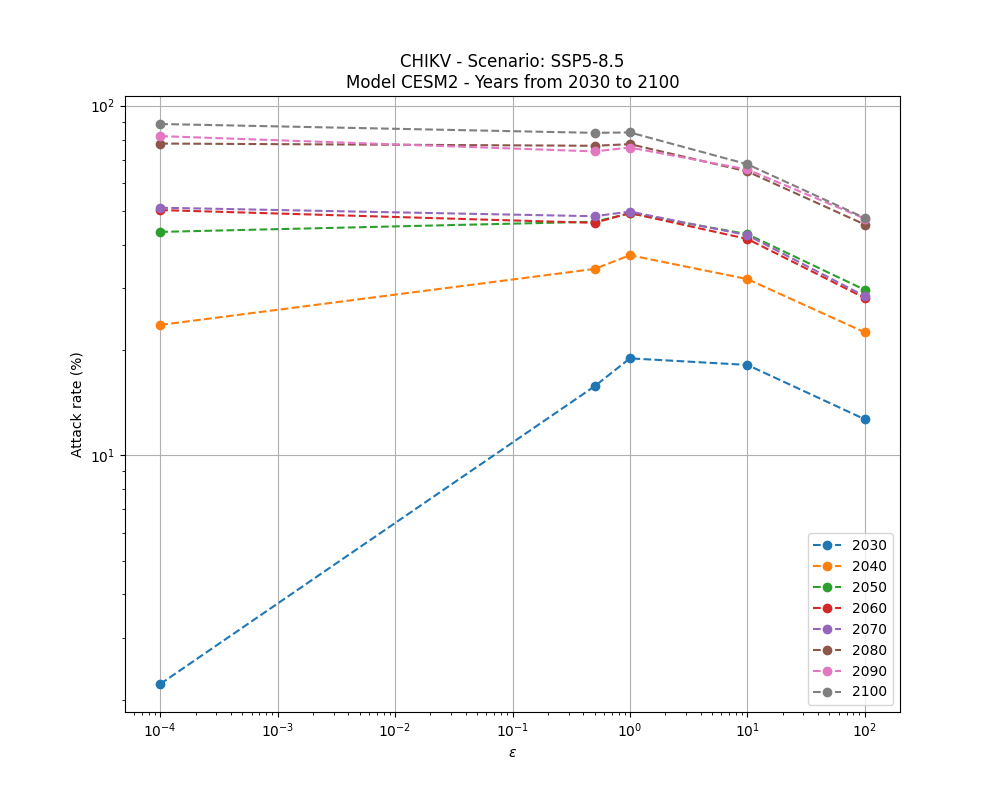 CHIKV - Scenario: SSP5-8.5
Model CESM2 - Years from 2030 to 2100
Attack rate (%)
10²
10¹
10⁻⁴ 10⁻³ 10⁻² 10⁻¹ 10⁰ 10¹ 10²
ε
2030
2040
2050
2060
2070
2080
2090
2100